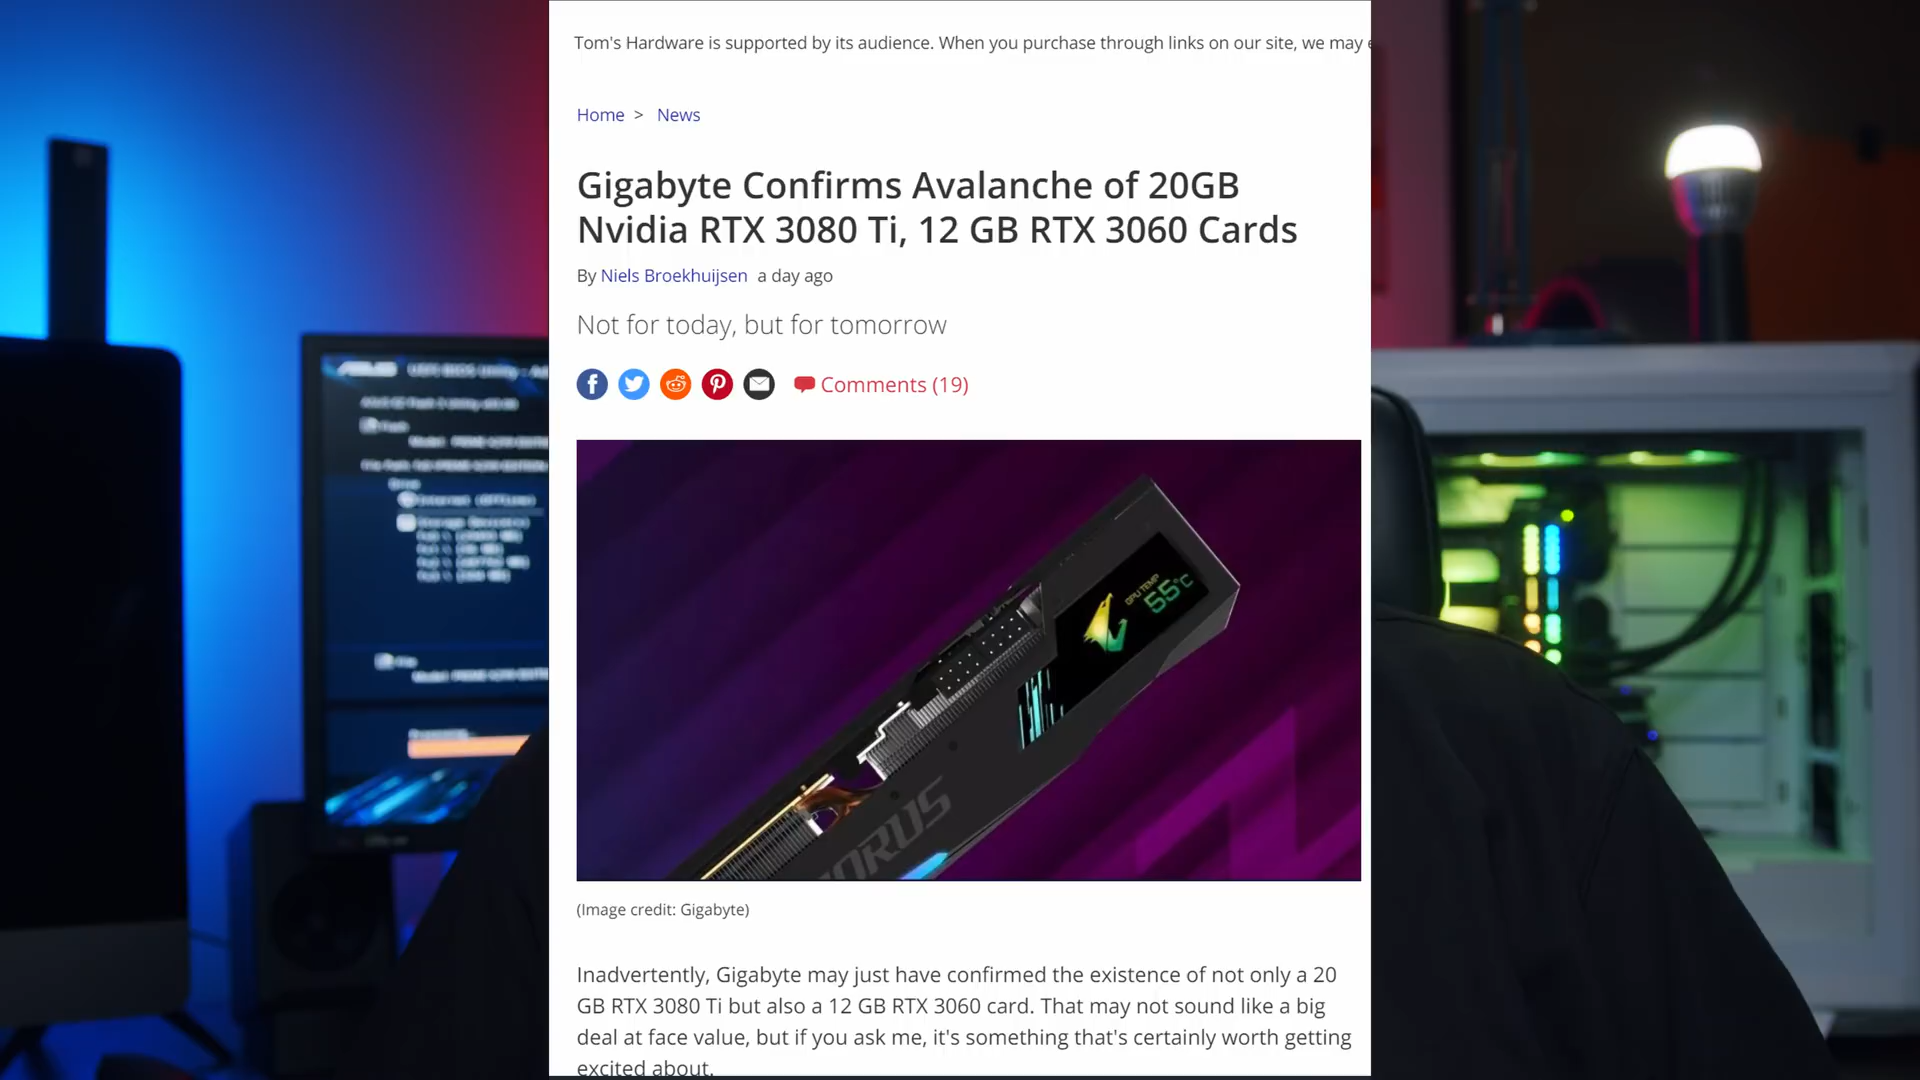 Tom's Hardware is supported by its audience. When you purchase through links on our site, we may
Home > News
Gigabyte Confirms Avalanche of 20GB
Nvidia RTX 3080 Ti, 12 GB RTX 3060 Cards
By Niels Broekhuijsen a day ago
Not for today, but for tomorrow
Comments (19)
GPU TEMP
55°C
AORUS
(Image credit: Gigabyte)
Inadvertently, Gigabyte may just have confirmed the existence of not only a 20
GB RTX 3080 Ti but also a 12 GB RTX 3060 card. That may not sound like a big
deal at face value, but if you ask me, it's something that's certainly worth getting
excited about.